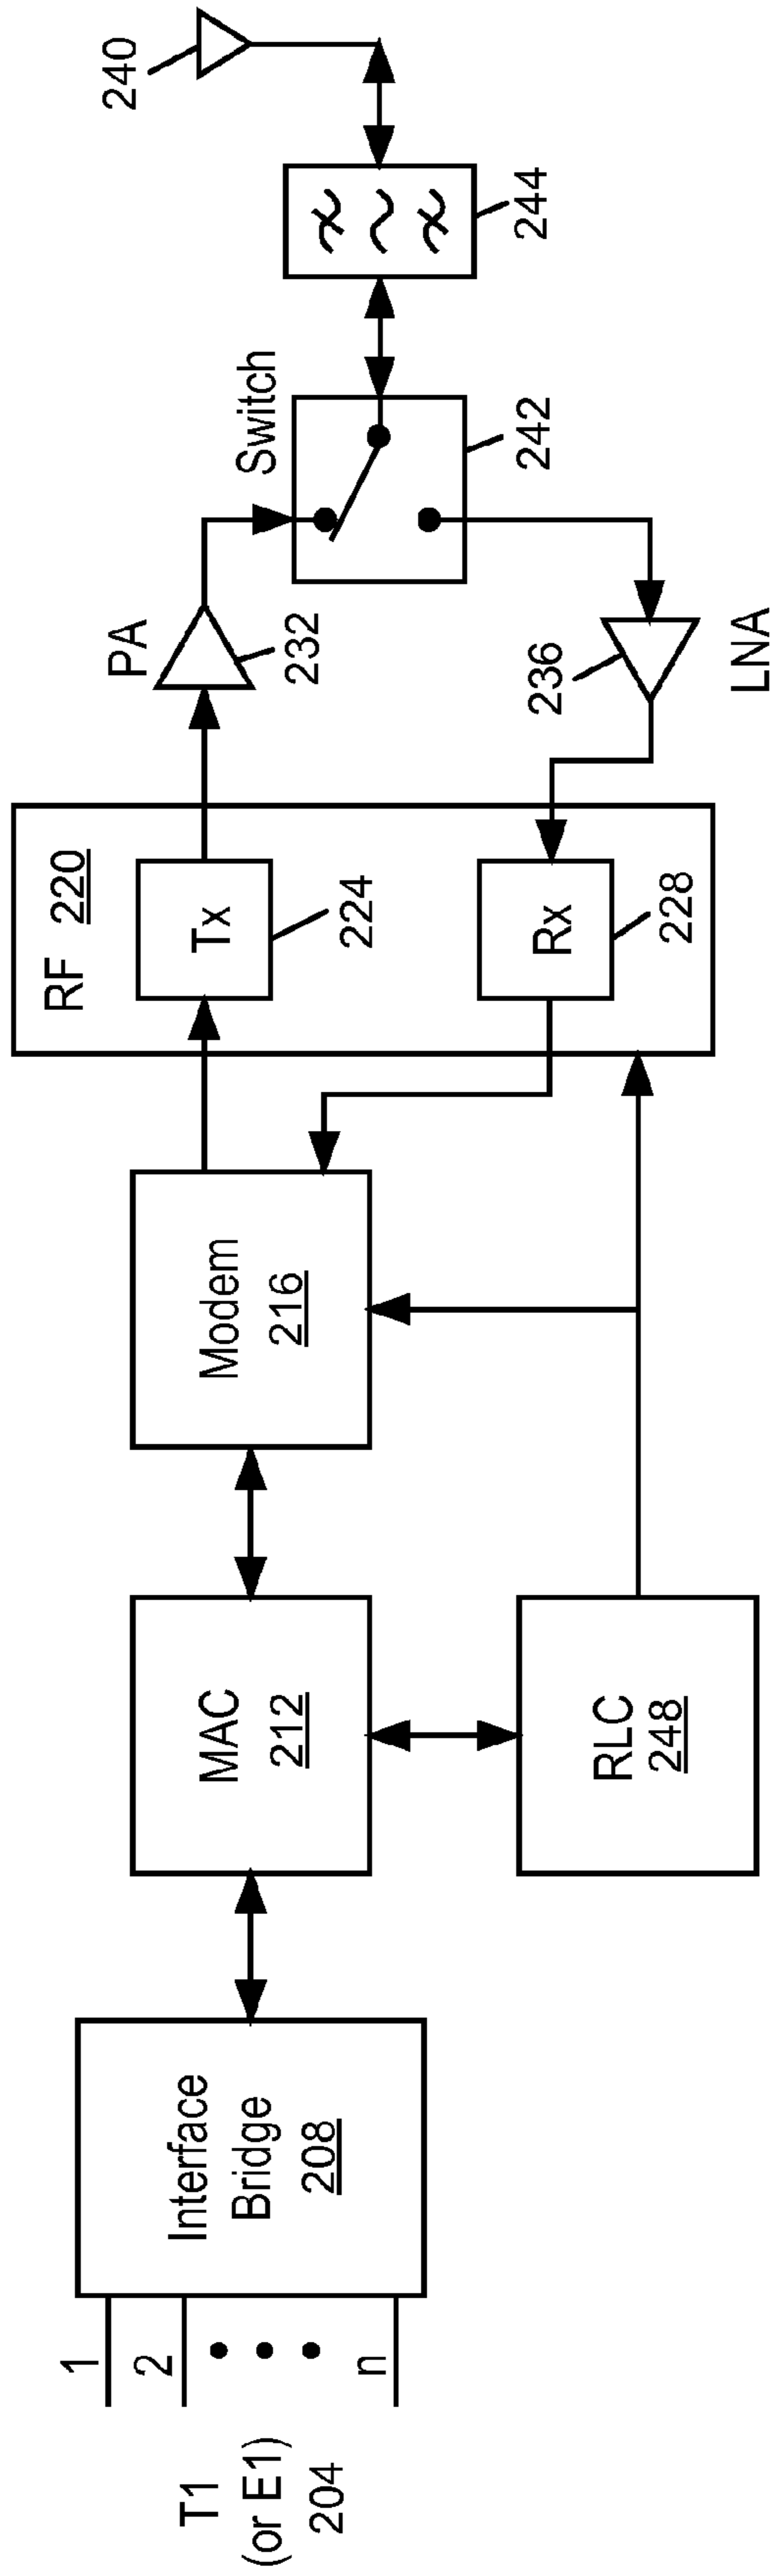 T1
(or E1)
204
1
2
n
Interface
Bridge
208
MAC
212
RLC
248
Modem
216
RF 220
Tx
224
Rx
228
PA
232
236
LNA
Switch
242
244
240